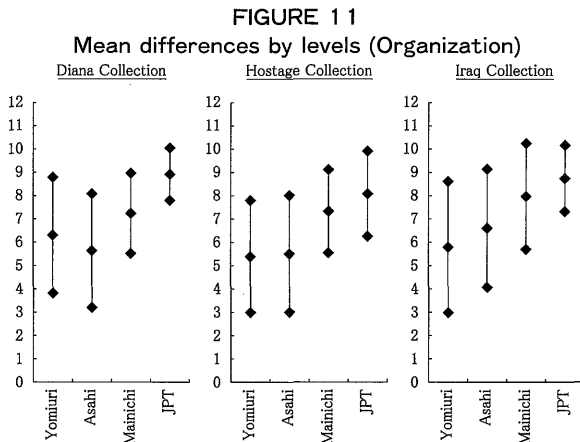 FIGURE 11
Mean differences by levels (Organization)
Diana Collection
12
11
10
9
8
7
6
5
4
3
2
1
0
Yomiuri
Asahi
Mainichi
JPT
Hostage Collection
12
11
10
9
8
7
6
5
4
3
2
1
0
Yomiuri
Asahi
Mainichi
JPT
Iraq Collection
12
11
10
9
8
7
6
5
4
3
2
1
0
Yomiuri
Asahi
Mainichi
JPT